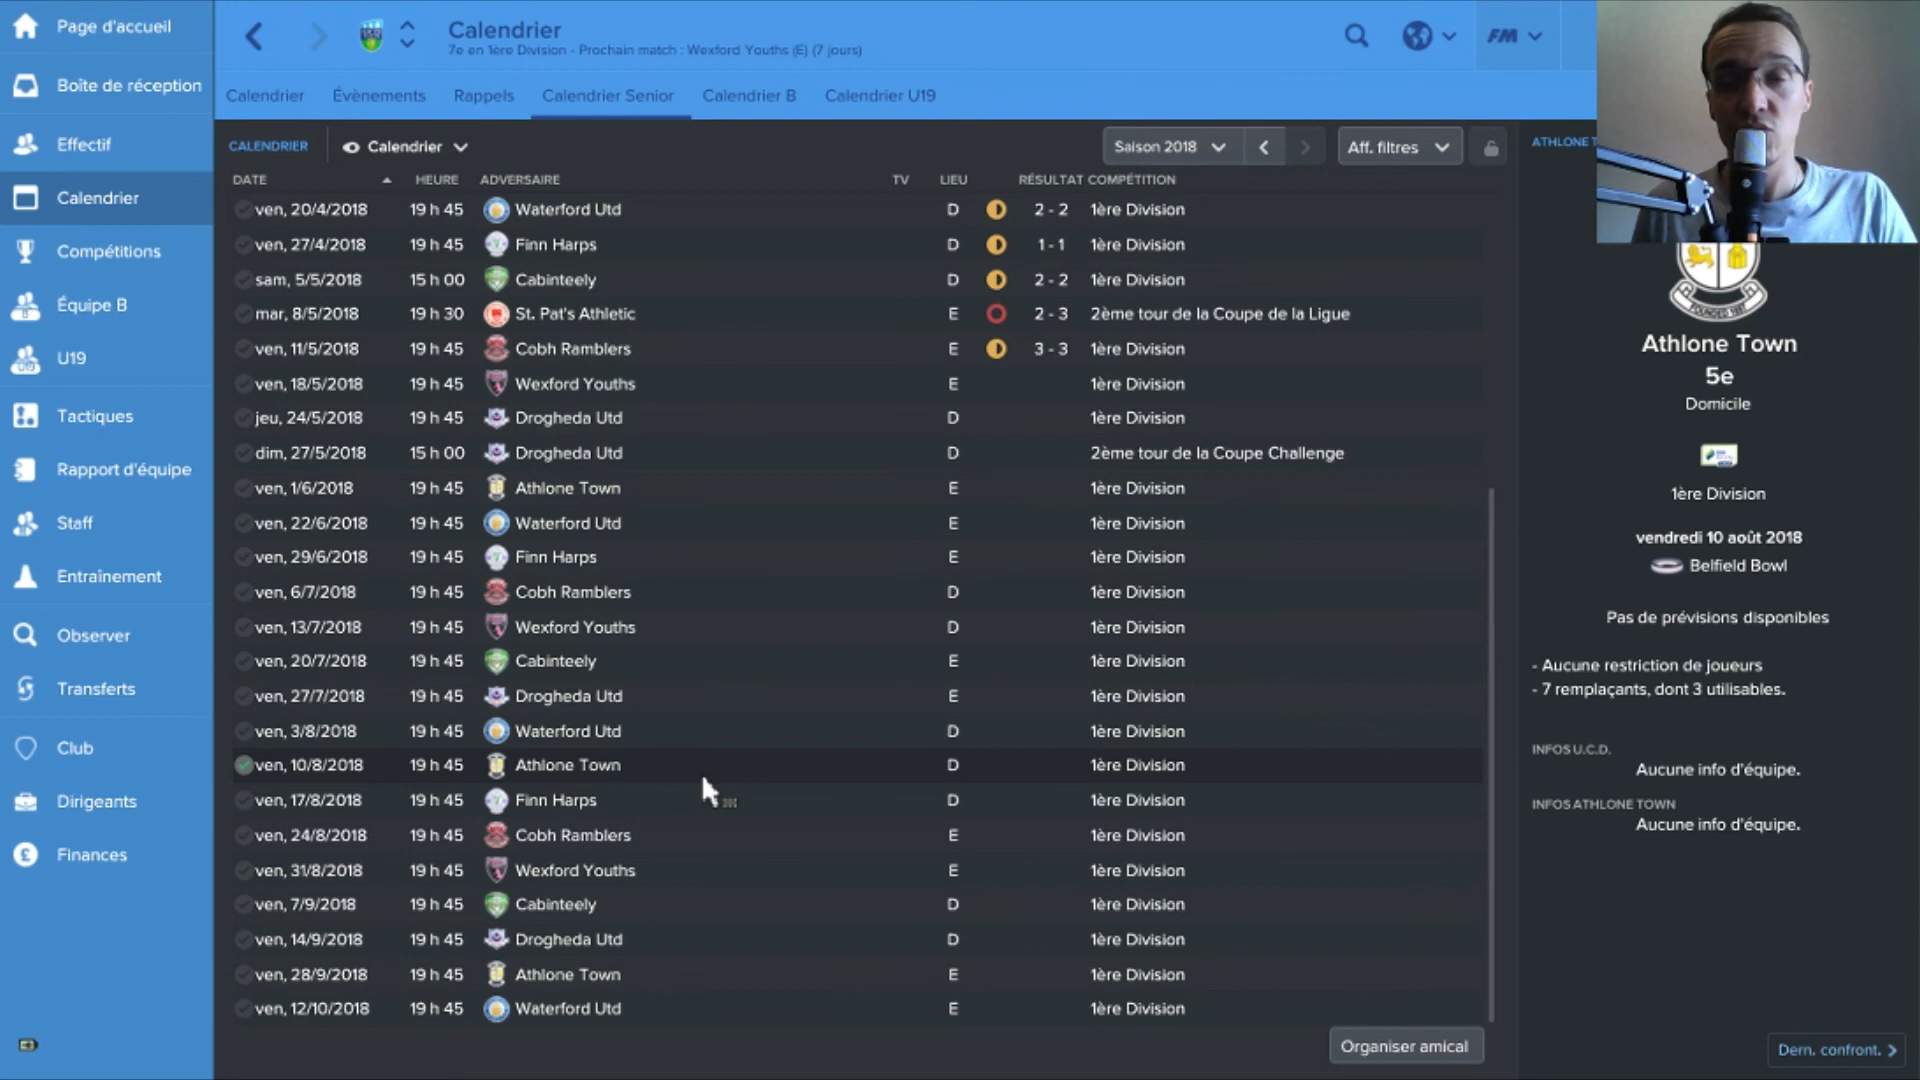 Page d'accueil
Boîte de réception
Effectif
Calendrier
Compétitions
Équipe B
U19
Tactiques
Rapport d'équipe
Staff
Entraînement
Observer
Transferts
Club
Dirigeants
Finances
Calendrier
7e en 1ère Division - Prochain match : Wexford Youths (E) (7 jours)
FM
Calendrier Évènements Rappels Calendrier Senior Calendrier B Calendrier U19
CALENDRIER Calendrier Saison 2018 Aff. filtres
DATE HEURE ADVERSAIRE TV LIEU RÉSULTAT COMPÉTITION
ven, 20/4/2018 19 h 45 Waterford Utd D 2 - 2 1ère Division
ven, 27/4/2018 19 h 45 Finn Harps D 1 - 1 1ère Division
sam, 5/5/2018 15 h 00 Cabinteely D 2 - 2 1ère Division
mar, 8/5/2018 19 h 30 St. Pat's Athletic E 2 - 3 2ème tour de la Coupe de la Ligue
ven, 11/5/2018 19 h 45 Cobh Ramblers E 3 - 3 1ère Division
ven, 18/5/2018 19 h 45 Wexford Youths E 1ère Division
jeu, 24/5/2018 19 h 45 Drogheda Utd D 1ère Division
dim, 27/5/2018 15 h 00 Drogheda Utd D 2ème tour de la Coupe Challenge
ven, 1/6/2018 19 h 45 Athlone Town E 1ère Division
ven, 22/6/2018 19 h 45 Waterford Utd E 1ère Division
ven, 29/6/2018 19 h 45 Finn Harps E 1ère Division
ven, 6/7/2018 19 h 45 Cobh Ramblers D 1ère Division
ven, 13/7/2018 19 h 45 Wexford Youths D 1ère Division
ven, 20/7/2018 19 h 45 Cabinteely E 1ère Division
ven, 27/7/2018 19 h 45 Drogheda Utd E 1ère Division
ven, 3/8/2018 19 h 45 Waterford Utd D 1ère Division
ven, 10/8/2018 19 h 45 Athlone Town D 1ère Division
ven, 17/8/2018 19 h 45 Finn Harps D 1ère Division
ven, 24/8/2018 19 h 45 Cobh Ramblers E 1ère Division
ven, 31/8/2018 19 h 45 Wexford Youths E 1ère Division
ven, 7/9/2018 19 h 45 Cabinteely D 1ère Division
ven, 14/9/2018 19 h 45 Drogheda Utd D 1ère Division
ven, 28/9/2018 19 h 45 Athlone Town E 1ère Division
ven, 12/10/2018 19 h 45 Waterford Utd E 1ère Division
Organiser amical
ATHLONE T
Athlone Town
5e
Domicile
1ère Division
vendredi 10 août 2018
Belfield Bowl
Pas de prévisions disponibles
- Aucune restriction de joueurs
- 7 remplaçants, dont 3 utilisables.
INFOS U.C.D.
Aucune info d'équipe.
INFOS ATHLONE TOWN
Aucune info d'équipe.
Dern. confront.